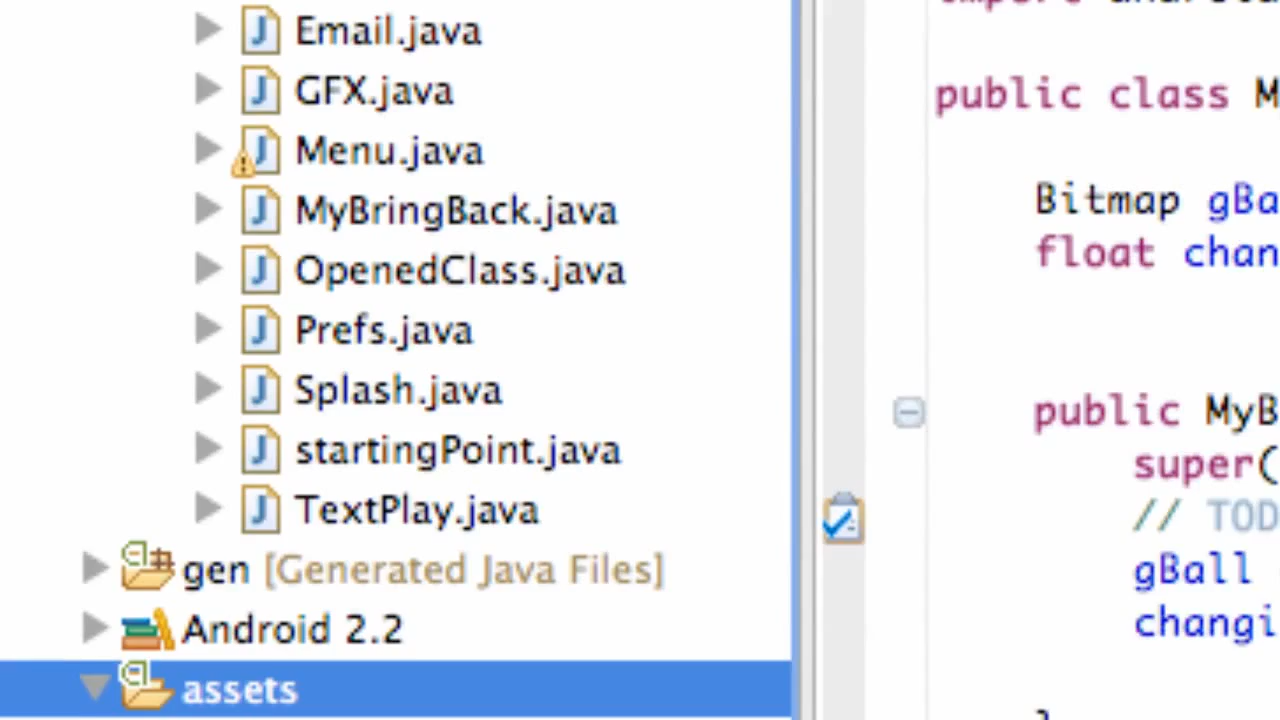 Email.java
GFX.java
Menu.java
MyBringBack.java
OpenedClass.java
Prefs.java
Splash.java
startingPoint.java
TextPlay.java
gen [Generated Java Files]
Android 2.2
assets
public class M
Bitmap gBa
float chan
public MyB
super(
// TOD
gBall
changi
}